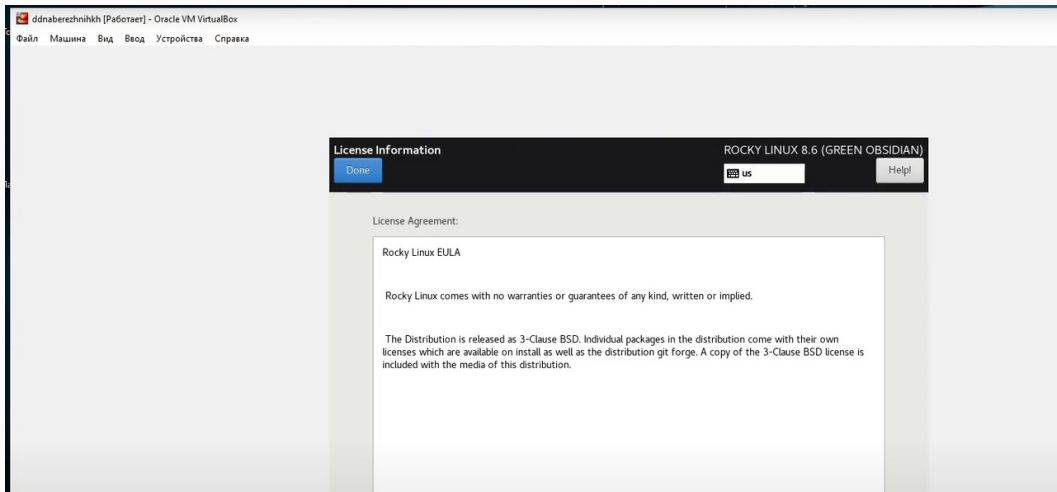 ddnaberezhnihkh [Работает] - Oracle VM VirtualBox
Файл Машина Вид Ввод Устройства Справка
License Information
ROCKY LINUX 8.6 (GREEN OBSIDIAN)
Done
us
Help!
License Agreement:
Rocky Linux EULA
Rocky Linux comes with no warranties or guarantees of any kind, written or implied.
The Distribution is released as 3-Clause BSD. Individual packages in the distribution come with their own
licenses which are available on install as well as the distribution git forge. A copy of the 3-Clause BSD license is
included with the media of this distribution.